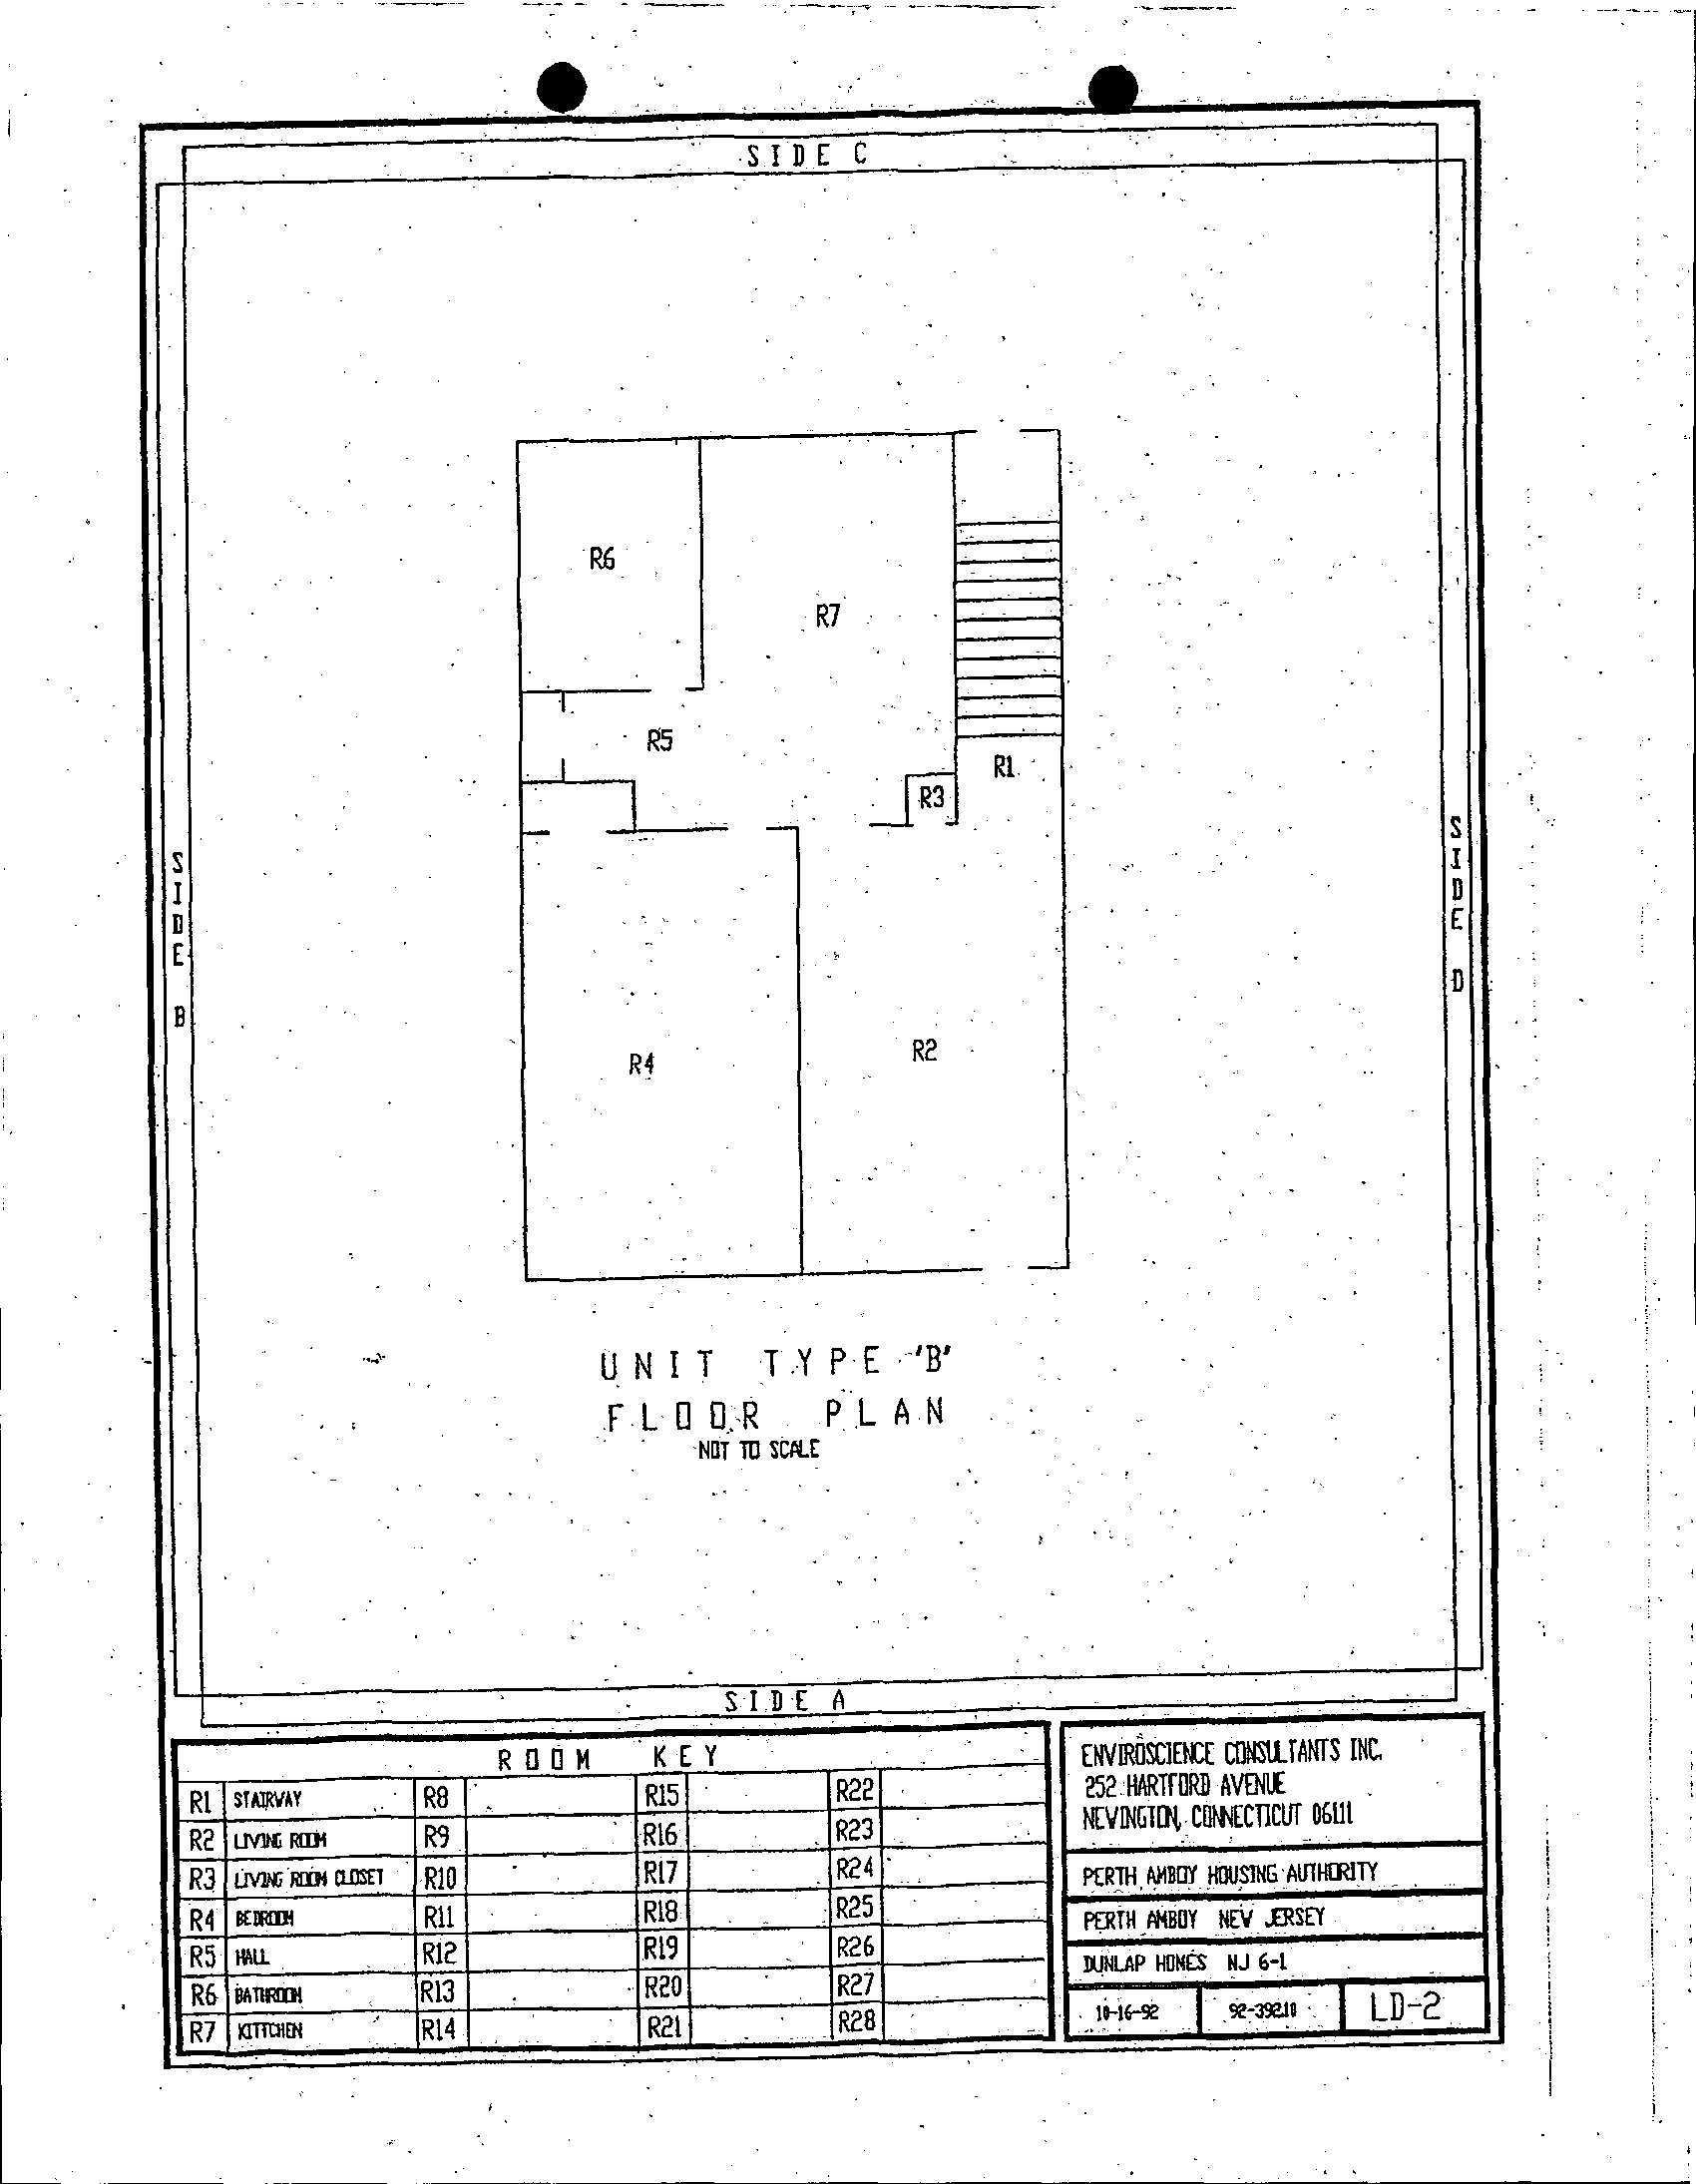 SIDE C
R6
R7
R5
R1
R3
SIDE B
SIDE D
R4
R2
UNIT TYPE 'B'
FLOOR PLAN
NOT TO SCALE
SIDE A
ROOM KEY
R1 STAIRWAY R8 R15 R22
R2 LIVING ROOM R9 R16 R23
R3 LIVING ROOM CLOSET R10 R17 R24
R4 BEDROOM R11 R18 R25
R5 HALL R12 R19 R26
R6 BATHROOM R13 R20 R27
R7 KITTCHEN R14 R21 R28
ENVIROSCIENCE CONSULTANTS INC.
252 HARTFORD AVENUE
NEWINGTON, CONNECTICUT 06111
PERTH AMBOY HOUSING AUTHORITY
PERTH AMBOY NEW JERSEY
DUNLAP HOMES NJ 6-1
10-16-92 92-392.10 LD-2